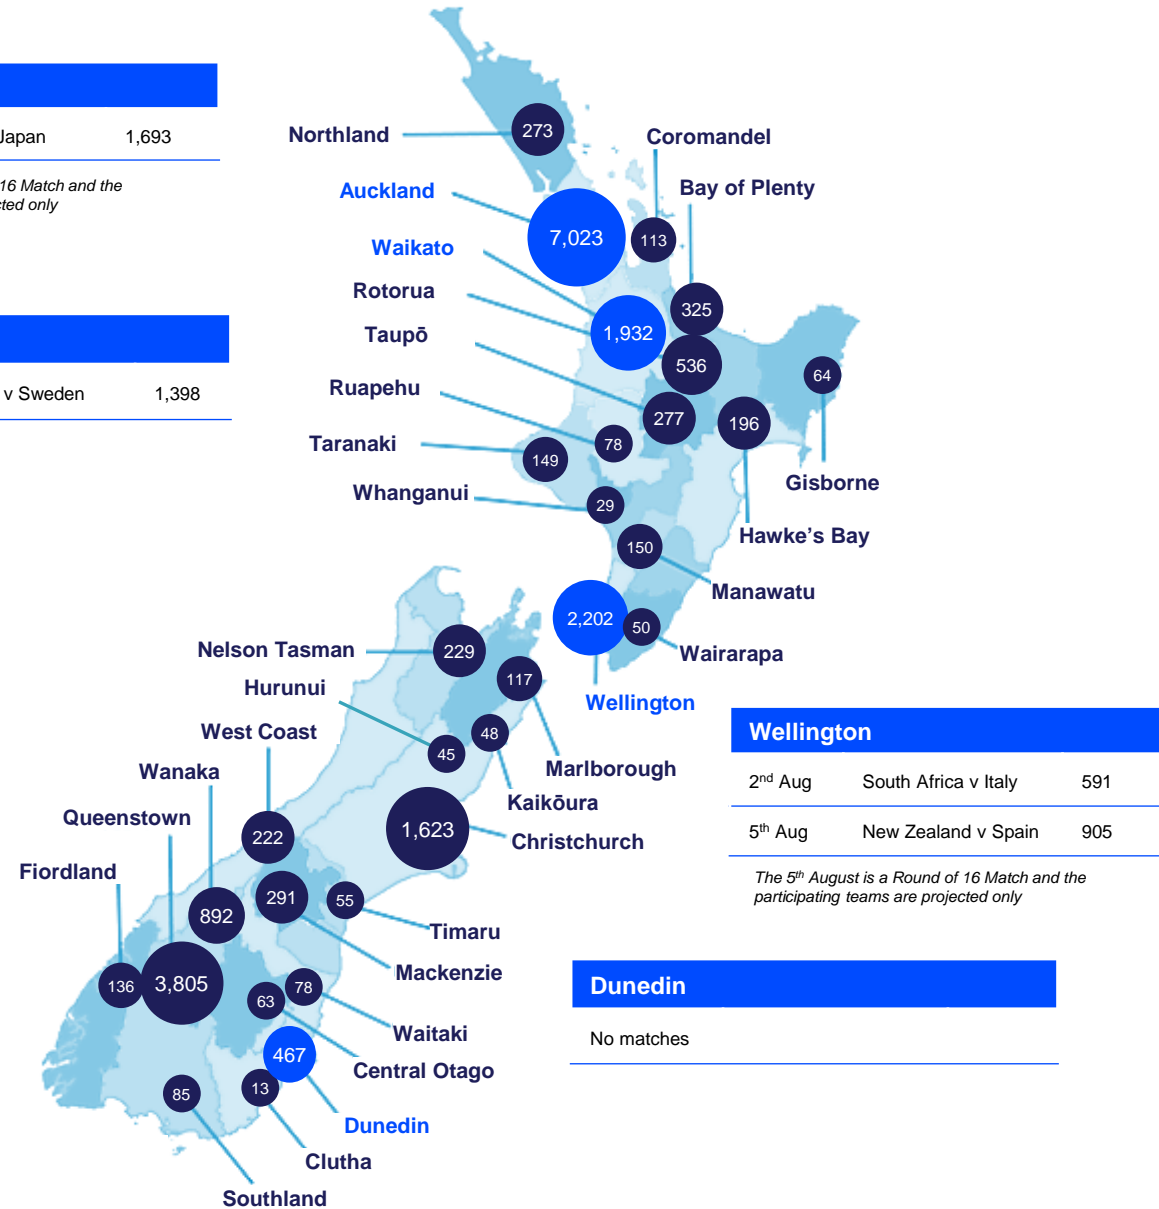 Japan 1,693
16 Match and the
cted only
v Sweden 1,398
Northland
273
Coromandel
Auckland
Bay of Plenty
7,023
113
Waikato
Rotorua
325
1,932
Taupō
536
64
Ruapehu
277
196
Taranaki
78
149
Gisborne
Whanganui
29
Hawke's Bay
150
Manawatu
2,202
50
Nelson Tasman
229
Wairarapa
Hurunui
117
Wellington
West Coast
48
45
Wanaka
Marlborough
Kaikōura
Queenstown
1,623
222
Christchurch
Fiordland
291
55
892
Timaru
Mackenzie
136
3,805
78
63
Waitaki
467
Central Otago
85
13
Dunedin
Clutha
Southland
Wellington
2nd Aug South Africa v Italy 591
5th Aug New Zealand v Spain 905
The 5th August is a Round of 16 Match and the
participating teams are projected only
Dunedin
No matches